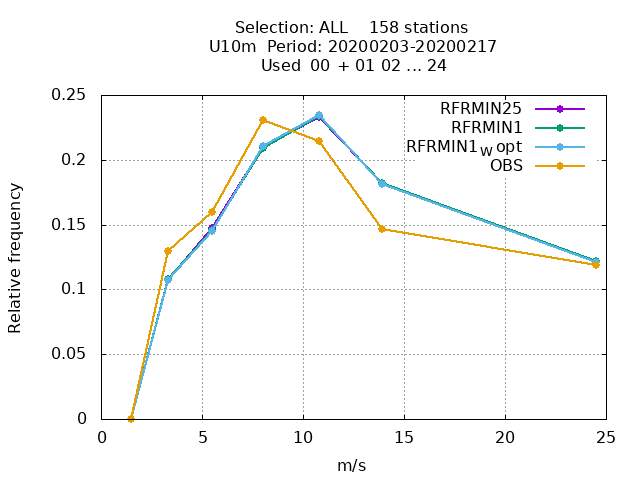 Selection: ALL    158 stations
U10m  Period: 20200203-20200217
Used  00 + 01 02 ... 24
0.25
0.2
0.15
0.1
0.05
0
Relative frequency
RFRMIN25
RFRMIN1
RFRMIN1W opt
OBS
0 5 10 15 20 25
m/s